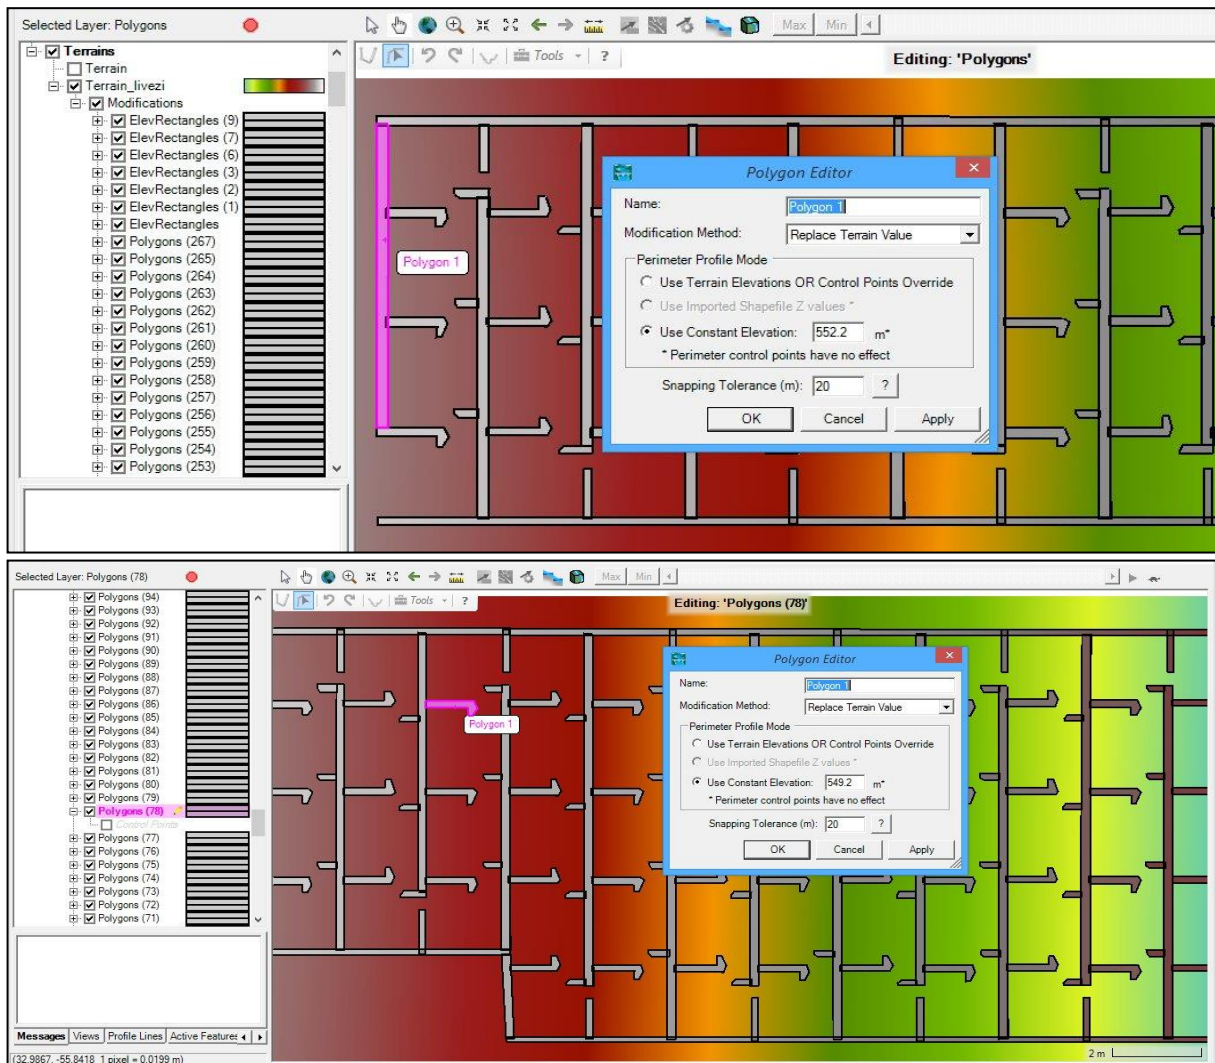 Selected Layer: Polygons
Max Min
Tools ?
Editing: 'Polygons'
Terrains
Terrain
Terrain_livezi
Modifications
ElevRectangles (9)
ElevRectangles (7)
ElevRectangles (6)
ElevRectangles (3)
ElevRectangles (2)
ElevRectangles (1)
ElevRectangles
Polygons (267)
Polygons (265)
Polygons (264)
Polygons (263)
Polygons (262)
Polygons (261)
Polygons (260)
Polygons (259)
Polygons (258)
Polygons (257)
Polygons (256)
Polygons (255)
Polygons (254)
Polygons (253)
Polygon 1
Polygon Editor
Name: Polygon 1
Modification Method: Replace Terrain Value
Perimeter Profile Mode
Use Terrain Elevations OR Control Points Override
Use Imported Shapefile Z values *
Use Constant Elevation: 552.2 m*
* Perimeter control points have no effect
Snapping Tolerance (m): 20 ?
OK Cancel Apply
Selected Layer: Polygons (78)
Max Min
Tools ?
Editing: 'Polygons (78)'
Polygons (94)
Polygons (93)
Polygons (92)
Polygons (91)
Polygons (90)
Polygons (89)
Polygons (88)
Polygons (87)
Polygons (86)
Polygons (85)
Polygons (84)
Polygons (83)
Polygons (82)
Polygons (81)
Polygons (80)
Polygons (79)
Polygons (78)
Control Points
Polygons (77)
Polygons (76)
Polygons (75)
Polygons (74)
Polygons (73)
Polygons (72)
Polygons (71)
Polygon 1
Polygon Editor
Name: Polygon 1
Modification Method: Replace Terrain Value
Perimeter Profile Mode
Use Terrain Elevations OR Control Points Override
Use Imported Shapefile Z values *
Use Constant Elevation: 549.2 m*
* Perimeter control points have no effect
Snapping Tolerance (m): 20 ?
OK Cancel Apply
Messages Views Profile Lines Active Features
2 m
(32.9867, -55.8418 1 pixel = 0.0199 m)